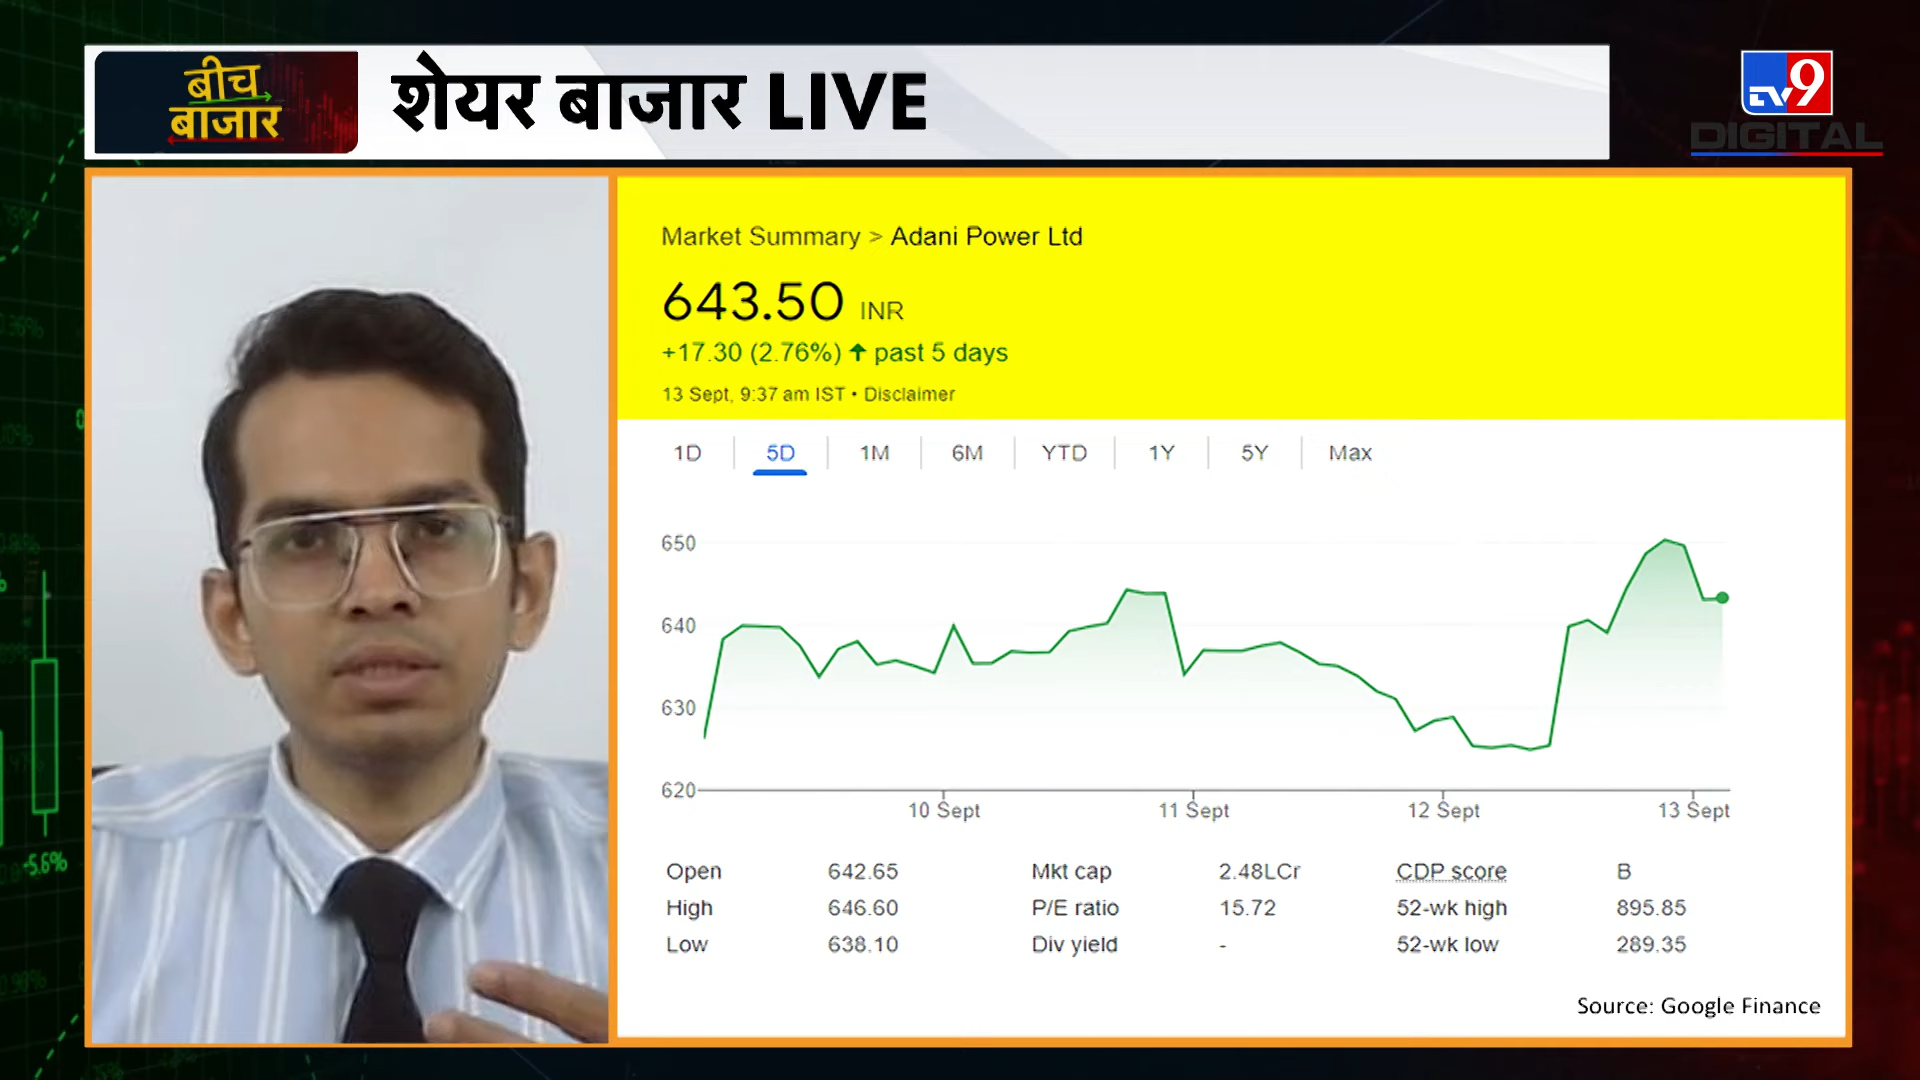 बीच
बाजार
शेयर बाजार LIVE
TV9
DIGITAL
Market Summary > Adani Power Ltd
643.50 INR
+17.30 (2.76%) ↑ past 5 days
13 Sept, 9:37 am IST • Disclaimer
1D 5D 1M 6M YTD 1Y 5Y Max
650
640
630
620
10 Sept 11 Sept 12 Sept 13 Sept
Open 642.65 Mkt cap 2.48LCr CDP score B
High 646.60 P/E ratio 15.72 52-wk high 895.85
Low 638.10 Div yield - 52-wk low 289.35
Source: Google Finance
-5.6%